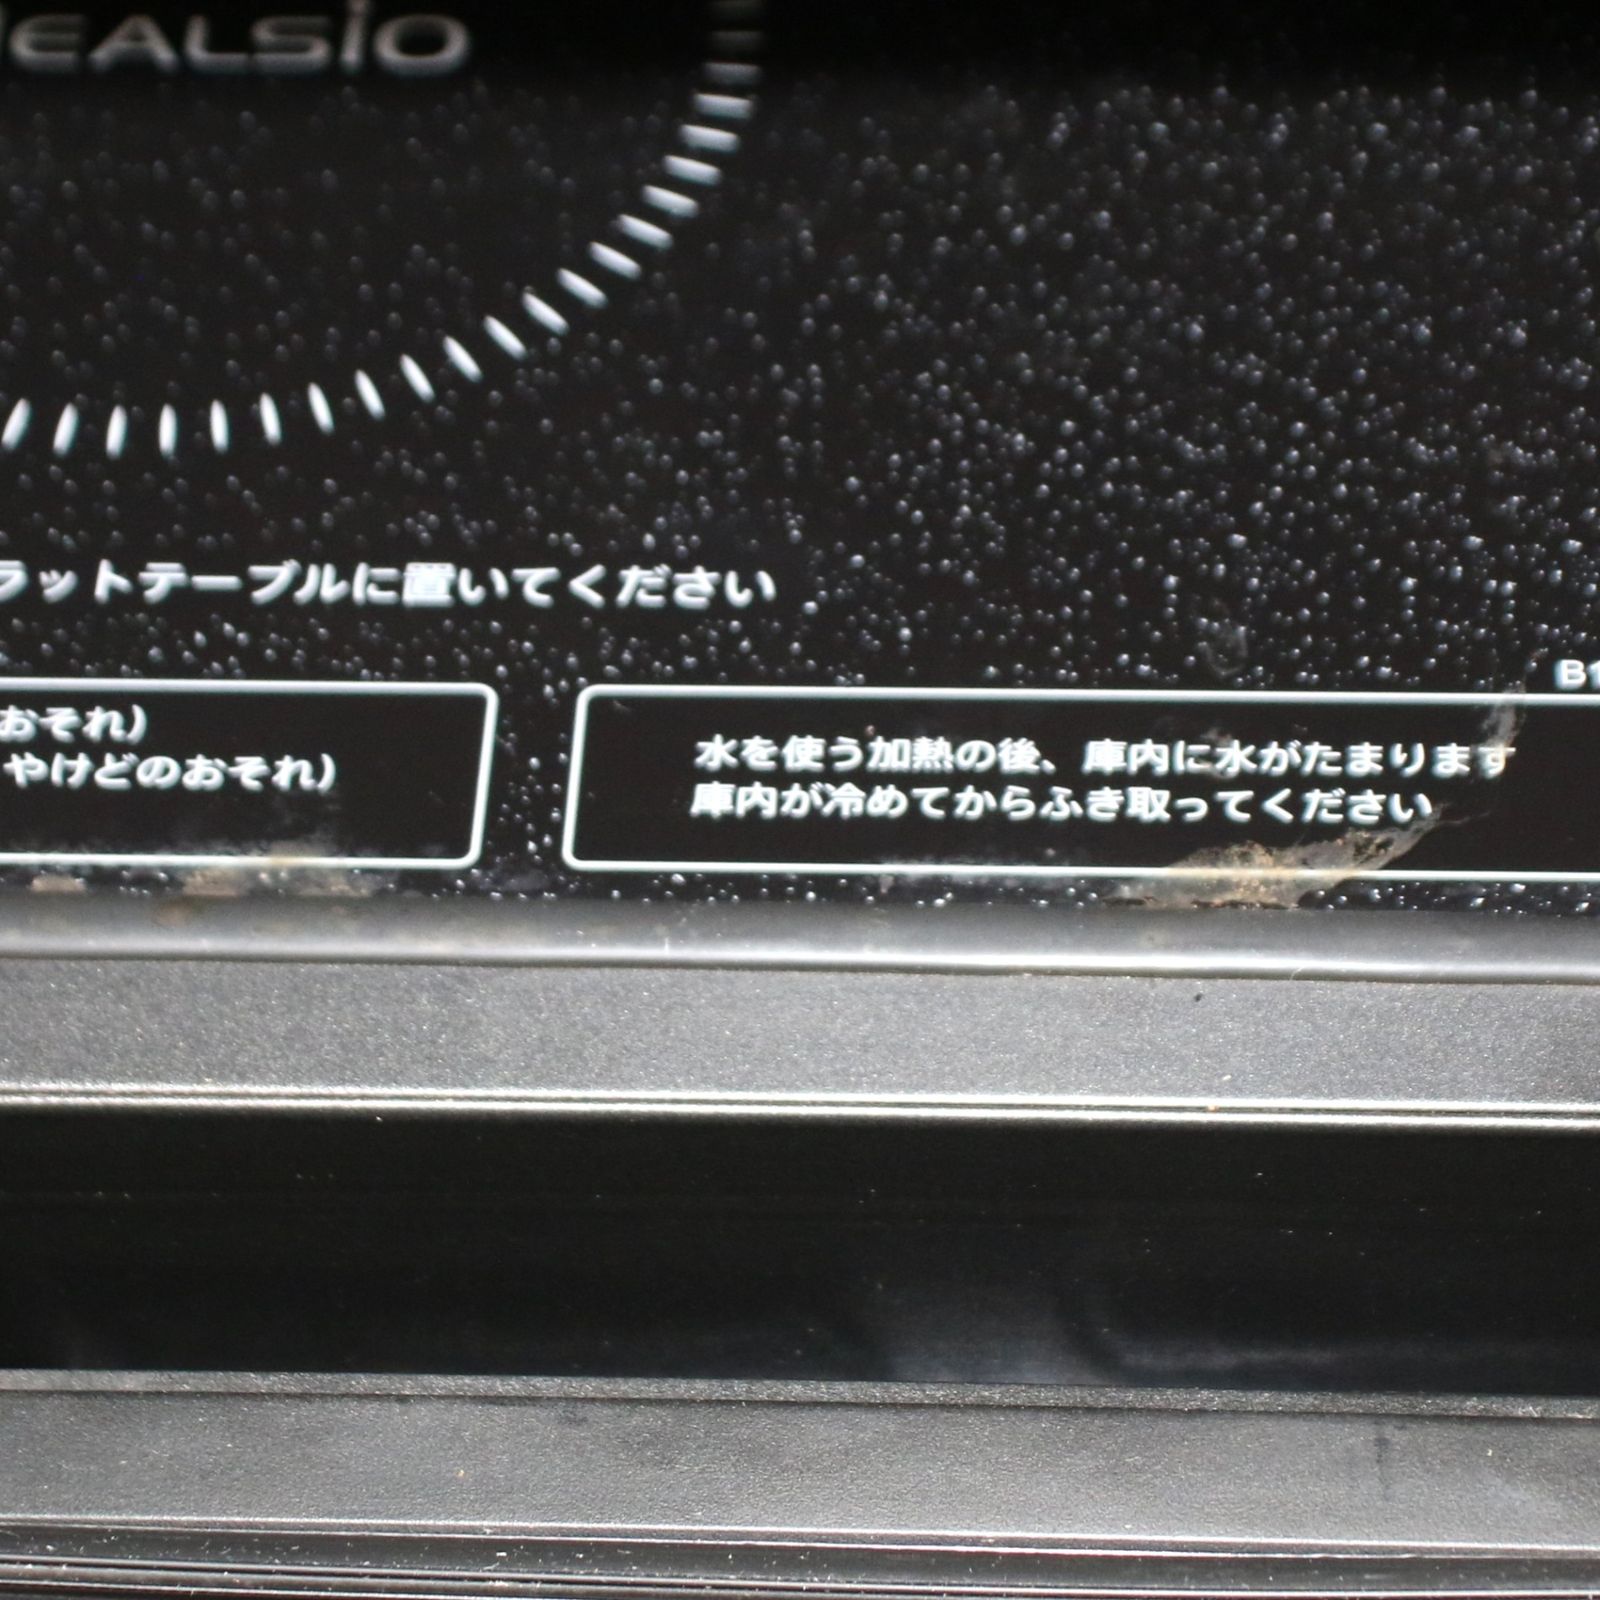 HEALSIO
ラットテーブルに置いてください
おそれ)
やけどのおそれ)
水を使う加熱の後、庫内に水がたまります
庫内が冷めてからふき取ってください